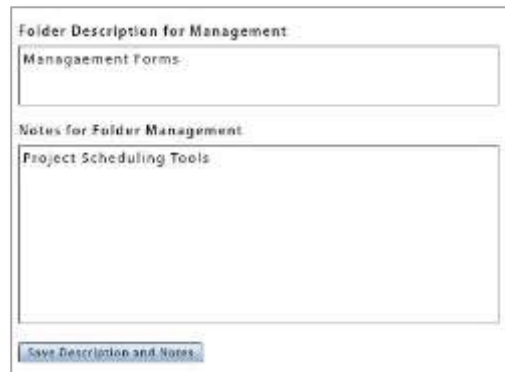 Folder Description for Management
Managaement Forms
Notes for Folder Management
Project Scheduling Tools
Save Description and Notes